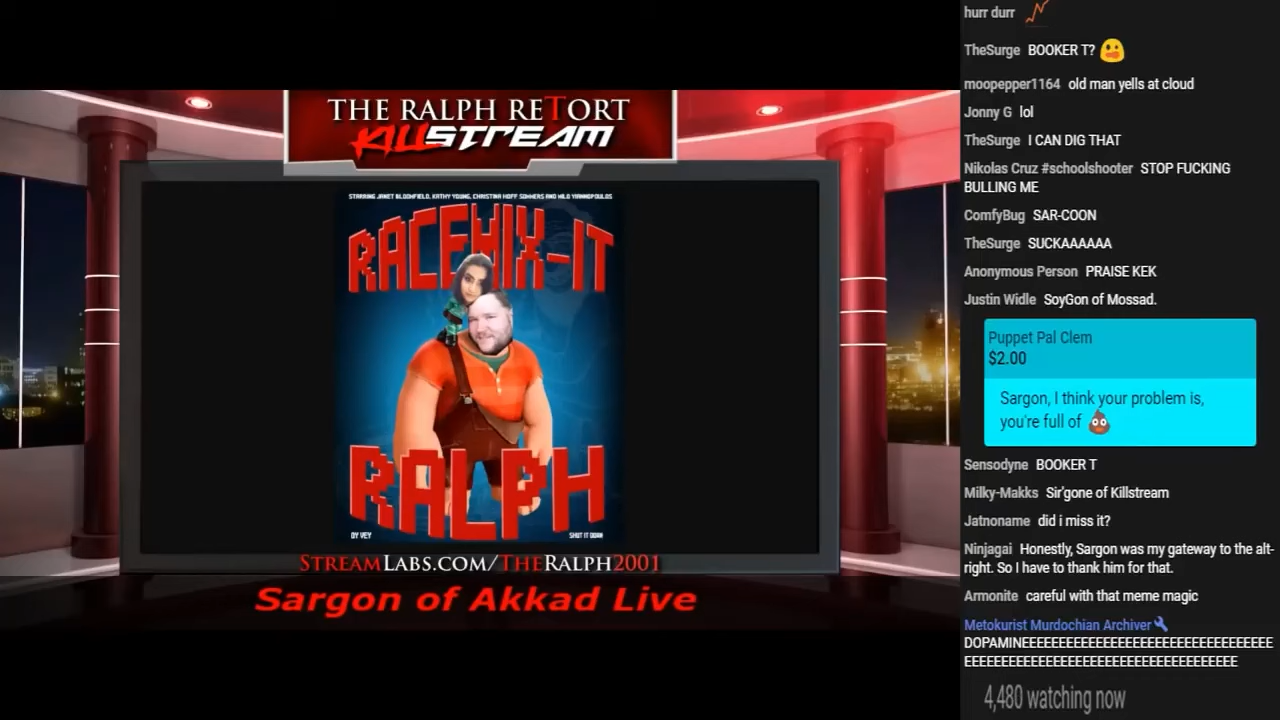 THE RALPH RETORT
KILLSTREAM
STARRING JANET BLOOMFIELD, KATHY YOUNG, CHRISTINA HOFF SOMMERS AND MILO YIANNOPOULOS
RACEMIX-IT
RALPH
OY VEY
SHUT IT DOWN
STREAMLABS.COM/THERALPH2001
Sargon of Akkad Live
hurr durr
TheSurge BOOKER T? 
moopepper1164 old man yells at cloud
Jonny G lol
TheSurge I CAN DIG THAT
Nikolas Cruz #schoolshooter STOP FUCKING
BULLING ME
ComfyBug SAR-COON
TheSurge SUCKAAAAAA
Anonymous Person PRAISE KEK
Justin Widle SoyGon of Mossad.
Puppet Pal Clem
$2.00
Sargon, I think your problem is,
you're full of 💩
Sensodyne BOOKER T
Milky-Makks Sir'gone of Killstream
Jatnoname did i miss it?
Ninjagai Honestly, Sargon was my gateway to the alt-
right. So I have to thank him for that.
Armonite careful with that meme magic
Metokurist Murdochian Archiver
DOPAMINEEEEEEEEEEEEEEEEEEEEEEEEEEEEEEEEEE
EEEEEEEEEEEEEEEEEEEEEEEEEEEEEEEEEEEEE
4,480 watching now